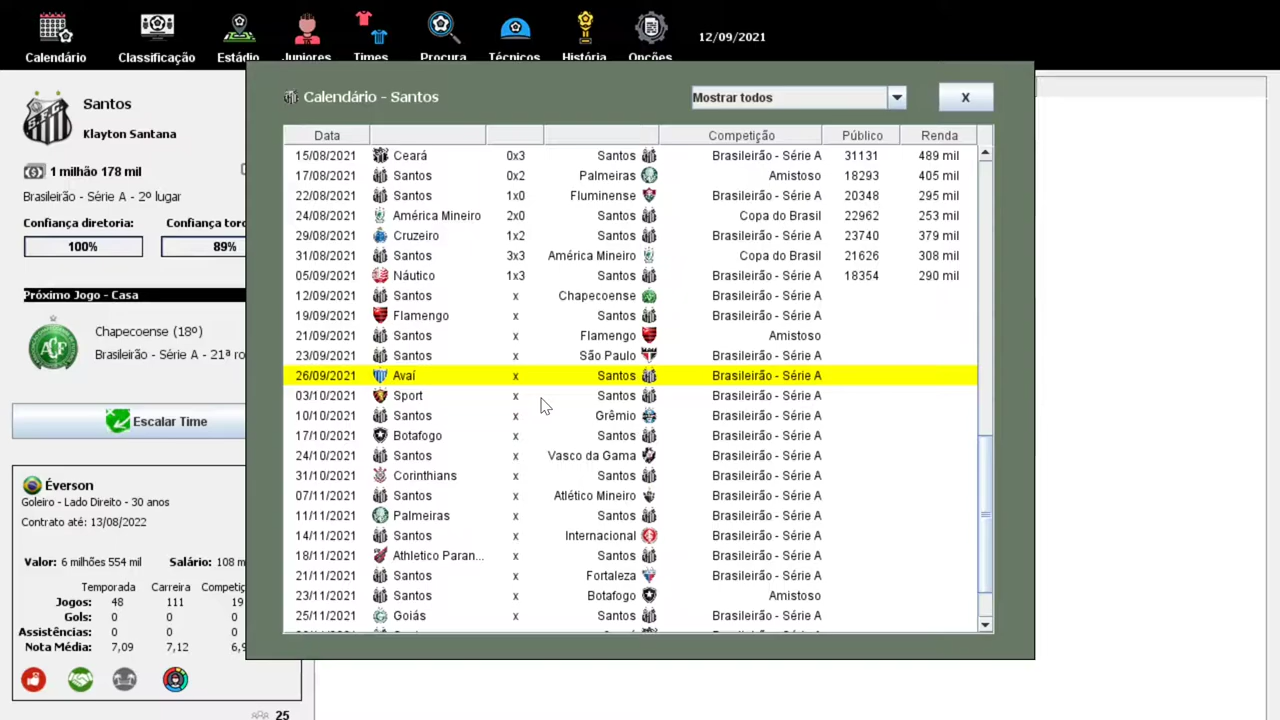 Calendário Classificação Estádio Juniores Times Procura Técnicos História Opções 12/09/2021
Santos
Klayton Santana
1 milhão 178 mil
Brasileirão - Série A - 2º lugar
Confiança diretoria: Confiança torc
100% 89%
Próximo Jogo - Casa
Chapecoense (18º)
Brasileirão - Série A - 21ª ro
Escalar Time
Éverson
Goleiro - Lado Direito - 30 anos
Contrato até: 13/08/2022
Valor: 6 milhões 554 mil Salário: 108 m
Temporada Carreira Competiç
Jogos: 48 111 19
Gols: 0 0 0
Assistências: 0 0 0
Nota Média: 7,09 7,12 6,9
25
Calendário - Santos Mostrar todos X
Data Competição Público Renda
15/08/2021 Ceará 0x3 Santos Brasileirão - Série A 31131 489 mil
17/08/2021 Santos 0x2 Palmeiras Amistoso 18293 405 mil
22/08/2021 Santos 1x0 Fluminense Brasileirão - Série A 20348 295 mil
24/08/2021 América Mineiro 2x0 Santos Copa do Brasil 22962 253 mil
29/08/2021 Cruzeiro 1x2 Santos Brasileirão - Série A 23740 379 mil
31/08/2021 Santos 3x3 América Mineiro Copa do Brasil 21626 308 mil
05/09/2021 Náutico 1x3 Santos Brasileirão - Série A 18354 290 mil
12/09/2021 Santos x Chapecoense Brasileirão - Série A
19/09/2021 Flamengo x Santos Brasileirão - Série A
21/09/2021 Santos x Flamengo Amistoso
23/09/2021 Santos x São Paulo Brasileirão - Série A
26/09/2021 Avaí x Santos Brasileirão - Série A
03/10/2021 Sport x Santos Brasileirão - Série A
10/10/2021 Santos x Grêmio Brasileirão - Série A
17/10/2021 Botafogo x Santos Brasileirão - Série A
24/10/2021 Santos x Vasco da Gama Brasileirão - Série A
31/10/2021 Corinthians x Santos Brasileirão - Série A
07/11/2021 Santos x Atlético Mineiro Brasileirão - Série A
11/11/2021 Palmeiras x Santos Brasileirão - Série A
14/11/2021 Santos x Internacional Brasileirão - Série A
18/11/2021 Athletico Paran... x Santos Brasileirão - Série A
21/11/2021 Santos x Fortaleza Brasileirão - Série A
23/11/2021 Santos x Botafogo Amistoso
25/11/2021 Goiás x Santos Brasileirão - Série A